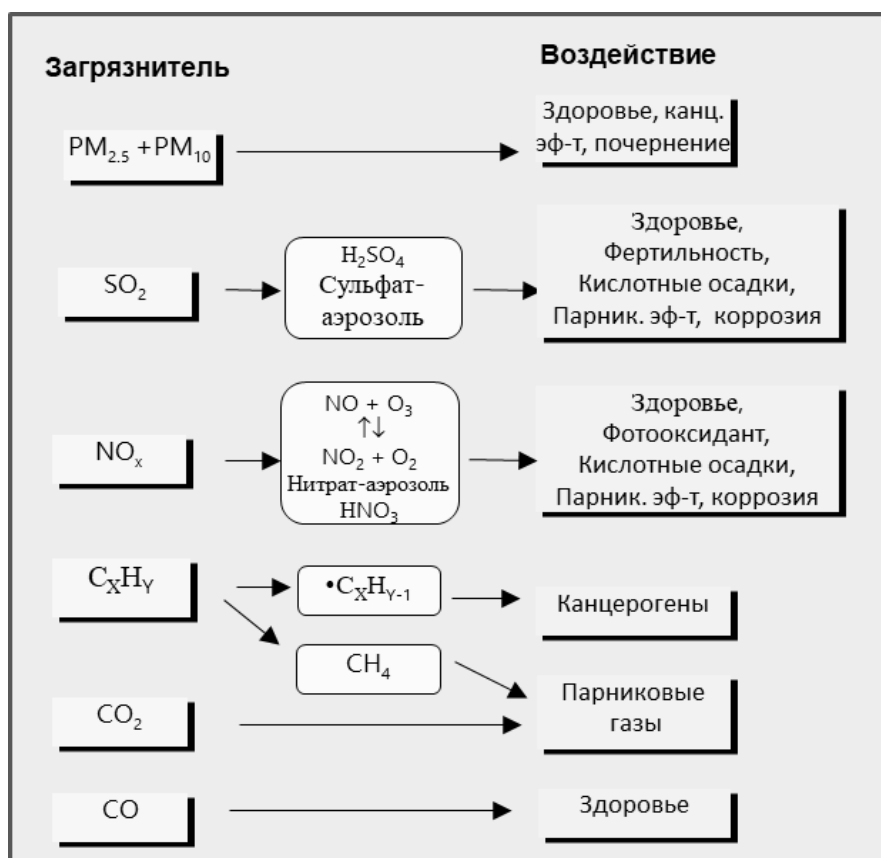 Загрязнитель
Воздействие
PM₂.₅ +PM₁₀
Здоровье, канц.
эф-т, почернение
SO₂
H₂SO₄
Сульфат-
аэрозоль
Здоровье,
Фертильность,
Кислотные осадки,
Парник. эф-т, коррозия
NOₓ
NO + O₃
↑↓
NO₂ + O₂
Нитрат-аэрозоль
HNO₃
Здоровье,
Фотооксидант,
Кислотные осадки,
Парник. эф-т, коррозия
CXHY
•CXHY-1
Канцерогены
CH₄
Парниковые
газы
CO₂
CO
Здоровье